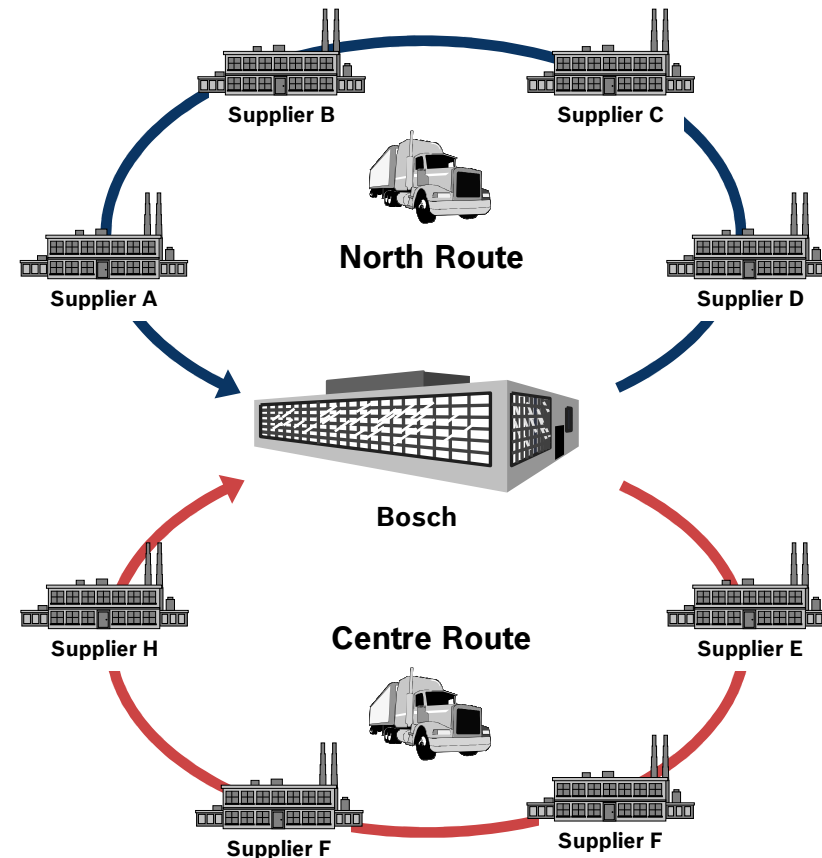 Supplier B
Supplier C
North Route
Supplier A
Supplier D
Bosch
Centre Route
Supplier H
Supplier E
Supplier F
Supplier F